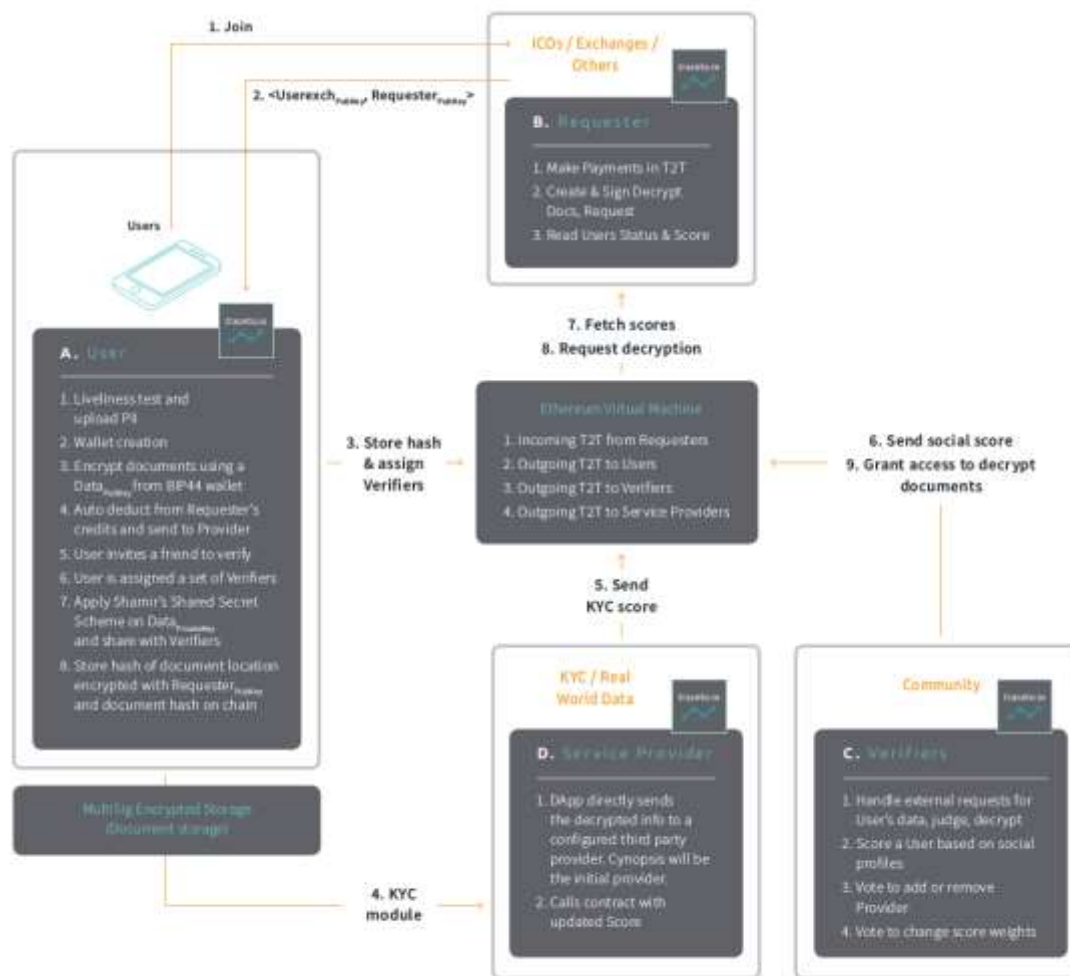 1. Join
ICOs / Exchanges /
Others
2. <Userexch PubKey, Requester PubKey>
B. Requester
1. Make Payments in T2T
2. Create & Sign Decrypt
Docs, Request
3. Read Users Status & Score
Users
A. User
1. Liveliness test and
upload PII
2. Wallet creation
3. Encrypt documents using a
Data PubKey from BIP44 wallet
4. Auto deduct from Requester's
credits and send to Provider
5. User invites a friend to verify
6. User is assigned a set of Verifiers
7. Apply Shamir's Shared Secret
Scheme on Data PrivateKey
and share with Verifiers
8. Store hash of document location
encrypted with Requester PubKey
and document hash on chain
MultiSig Encrypted Storage
(Document storage)
3. Store hash
& assign
Verifiers
7. Fetch scores
8. Request decryption
Ethereum Virtual Machine
1. Incoming T2T from Requesters
2. Outgoing T2T to Users
3. Outgoing T2T to Verifiers
4. Outgoing T2T to Service Providers
6. Send social score
9. Grant access to decrypt
documents
5. Send
KYC score
4. KYC
module
KYC / Real
World Data
D. Service Provider
1. DApp directly sends
the decrypted info to a
configured third party
provider. Cynopsis will be
the initial provider
2. Calls contract with
updated Score
Community
C. Verifiers
1. Handle external requests for
User's data, judge, decrypt
2. Score a User based on social
profiles
3. Vote to add or remove
Provider
4. Vote to change score weights